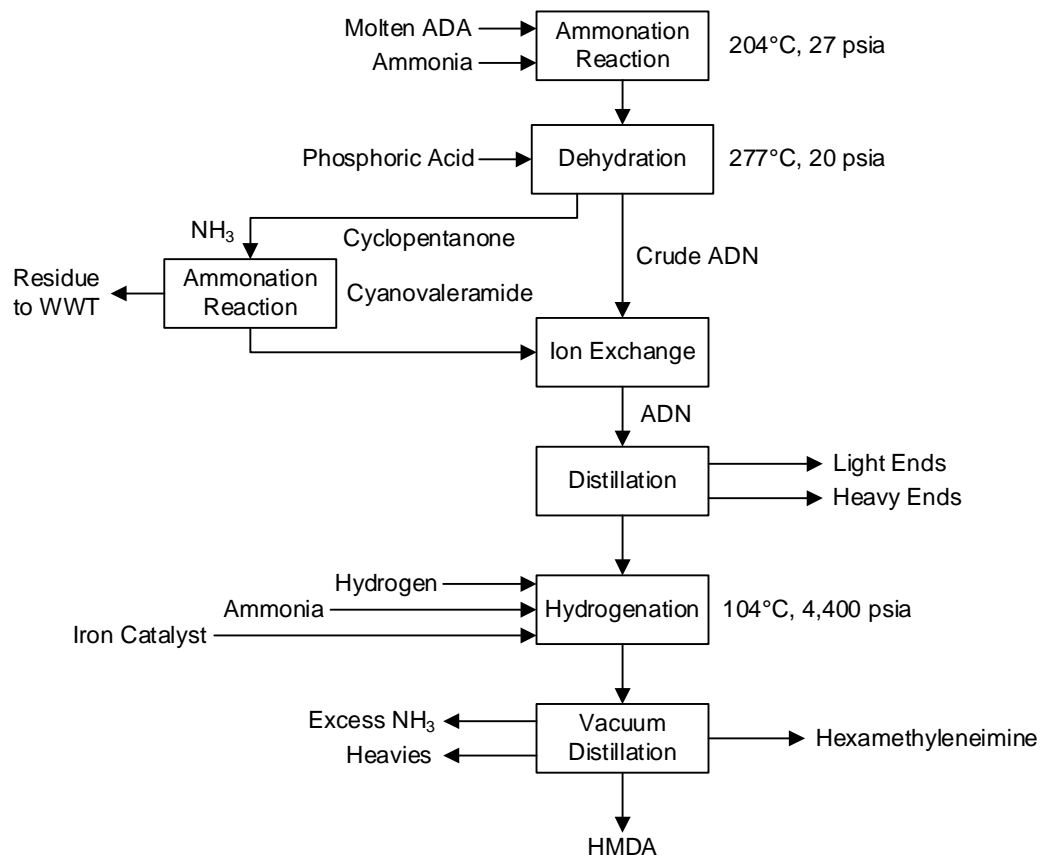 Molten ADA
Ammonia
Ammonation
Reaction
204°C, 27 psia
Phosphoric Acid
Dehydration
277°C, 20 psia
NH₃
Cyclopentanone
Crude ADN
Residue
to WWT
Ammonation
Reaction
Cyanovaleramide
Ion Exchange
ADN
Distillation
Light Ends
Heavy Ends
Hydrogen
Ammonia
Iron Catalyst
Hydrogenation
104°C, 4,400 psia
Excess NH₃
Heavies
Vacuum
Distillation
Hexamethyleneimine
HMDA